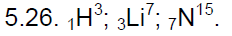 5.26. ₁H³; ₃Li⁷; ₇N¹⁵.